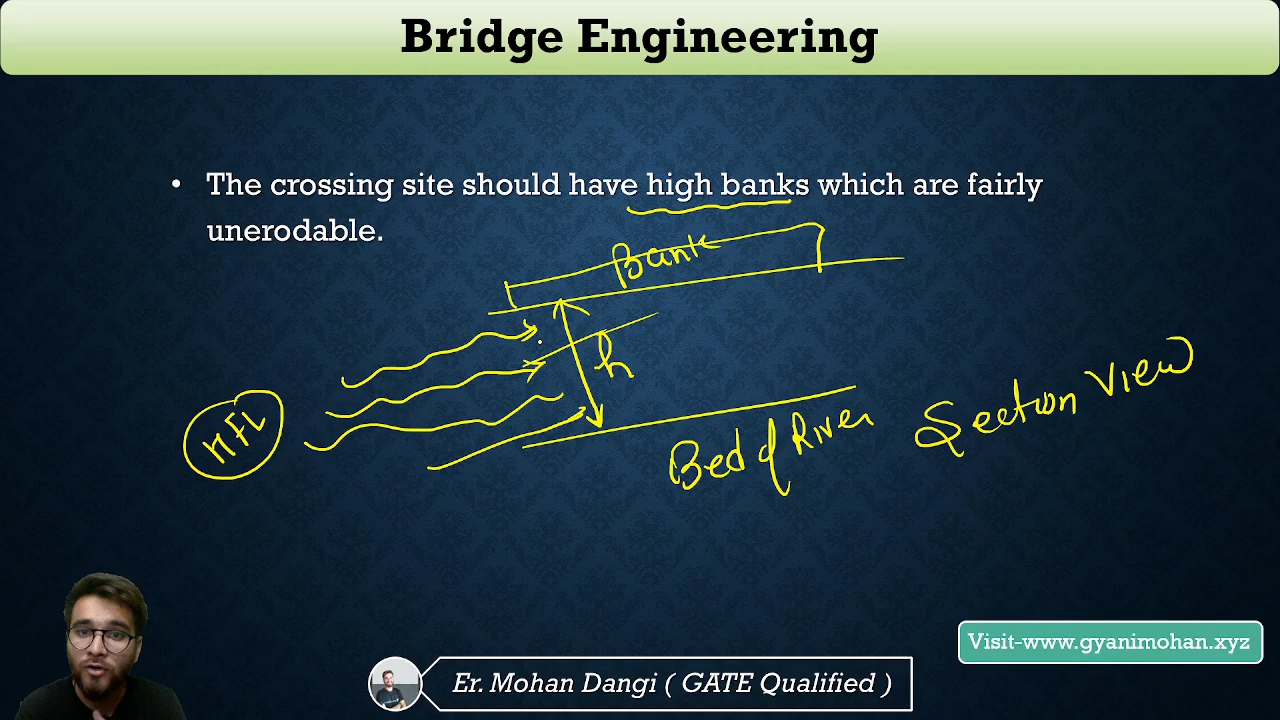 Bridge Engineering
• The crossing site should have high banks which are fairly
unerodable.
Bank
h
HFL
Bed of River
Section View
Visit-www.gyanimohan.xyz
Er. Mohan Dangi ( GATE Qualified )